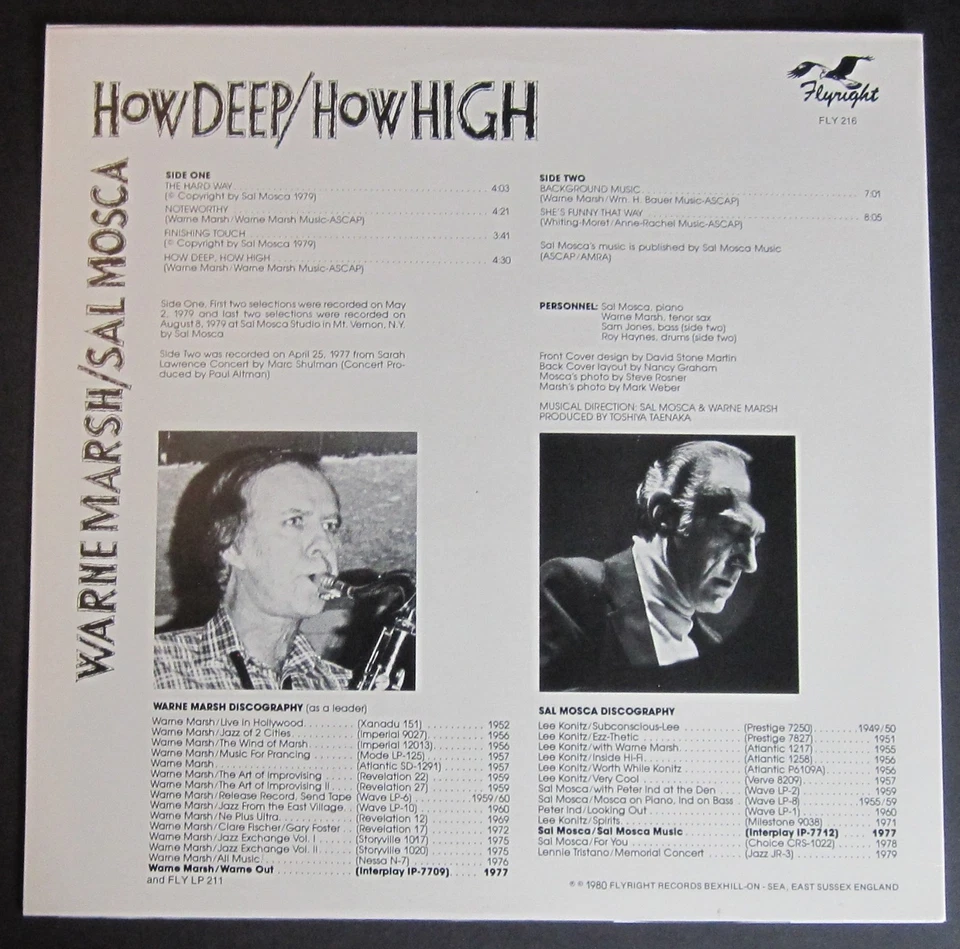 HOW DEEP/HOW HIGH
WARNE MARSH/SAL MOSCA
Flyright
FLY 216
SIDE ONE
THE HARD WAY 4:03
(© Copyright by Sal Mosca 1979)
NOTEWORTHY 4:21
(Warne Marsh/Warne Marsh Music-ASCAP)
FINISHING TOUCH 3:41
(© Copyright by Sal Mosca 1979)
HOW DEEP, HOW HIGH 4:30
(Warne Marsh/Warne Marsh Music-ASCAP)
Side One, First two selections were recorded on May
2, 1979 and last two selections were recorded on
August 8, 1979 at Sal Mosca Studio in Mt. Vernon, N.Y.
by Sal Mosca
Side Two was recorded on April 25, 1977 from Sarah
Lawrence Concert by Marc Shulman (Concert Pro-
duced by Paul Altman)
SIDE TWO
BACKGROUND MUSIC 7:01
(Warne Marsh/Wm. H. Bauer Music-ASCAP)
SHE'S FUNNY THAT WAY 8:05
(Whiting-Moret/Anne-Rachel Music-ASCAP)
Sal Mosca's music is published by Sal Mosca Music
(ASCAP/AMRA)
PERSONNEL: Sal Mosca, piano
Warne Marsh, tenor sax
Sam Jones, bass (side two)
Roy Haynes, drums (side two)
Front Cover design by David Stone Martin
Back Cover layout by Nancy Graham
Mosca's photo by Steve Rosner
Marsh's photo by Mark Weber
MUSICAL DIRECTION: SAL MOSCA & WARNE MARSH
PRODUCED BY TOSHIYA TAENAKA
WARNE MARSH DISCOGRAPHY (as a leader)
Warne Marsh/Live in Hollywood (Xanadu 151) 1952
Warne Marsh/Jazz of 2 Cities (Imperial 9027) 1956
Warne Marsh/The Wind of Marsh (Imperial 12013) 1956
Warne Marsh/Music For Prancing (Mode LP-125) 1957
Warne Marsh (Atlantic SD-1291) 1957
Warne Marsh/The Art of Improvising (Revelation 22) 1959
Warne Marsh/The Art of Improvising II (Revelation 27) 1959
Warne Marsh/Release Record, Send Tape (Wave LP-6) 1959/60
Warne Marsh/Jazz From the East Village (Wave LP-10) 1960
Warne Marsh/Ne Plus Ultra (Revelation 12) 1969
Warne Marsh/Clare Fischer/Gary Foster (Revelation 17) 1972
Warne Marsh/Jazz Exchange Vol. I (Storyville 1017) 1975
Warne Marsh/Jazz Exchange Vol. II (Storyville 1020) 1975
Warne Marsh/All Music (Nessa N-7) 1976
Warne Marsh/Warne Out (Interplay IP-7709) 1977
and FLY LP 211
SAL MOSCA DISCOGRAPHY
Lee Konitz/Subconscious-Lee (Prestige 7250) 1949/50
Lee Konitz/Ezz-Thetic (Prestige 7827) 1951
Lee Konitz/with Warne Marsh (Atlantic 1217) 1955
Lee Konitz/Inside Hi-Fi (Atlantic 1258) 1956
Lee Konitz/Worth While Konitz (Atlantic P6109A) 1956
Lee Konitz/Very Cool (Verve 8209) 1957
Sal Mosca/with Peter Ind at the Den (Wave LP-2) 1959
Sal Mosca/Mosca on Piano, Ind on Bass (Wave LP-8) 1955/59
Peter Ind/Looking Out (Wave LP-1) 1960
Lee Konitz/Spirits (Milestone 9038) 1971
Sal Mosca/Sal Mosca Music (Interplay IP-7712) 1977
Sal Mosca/For You (Choice CRS-1022) 1978
Lennie Tristano/Memorial Concert (Jazz JR-3) 1979
℗ © 1980 FLYRIGHT RECORDS BEXHILL-ON-SEA, EAST SUSSEX ENGLAND